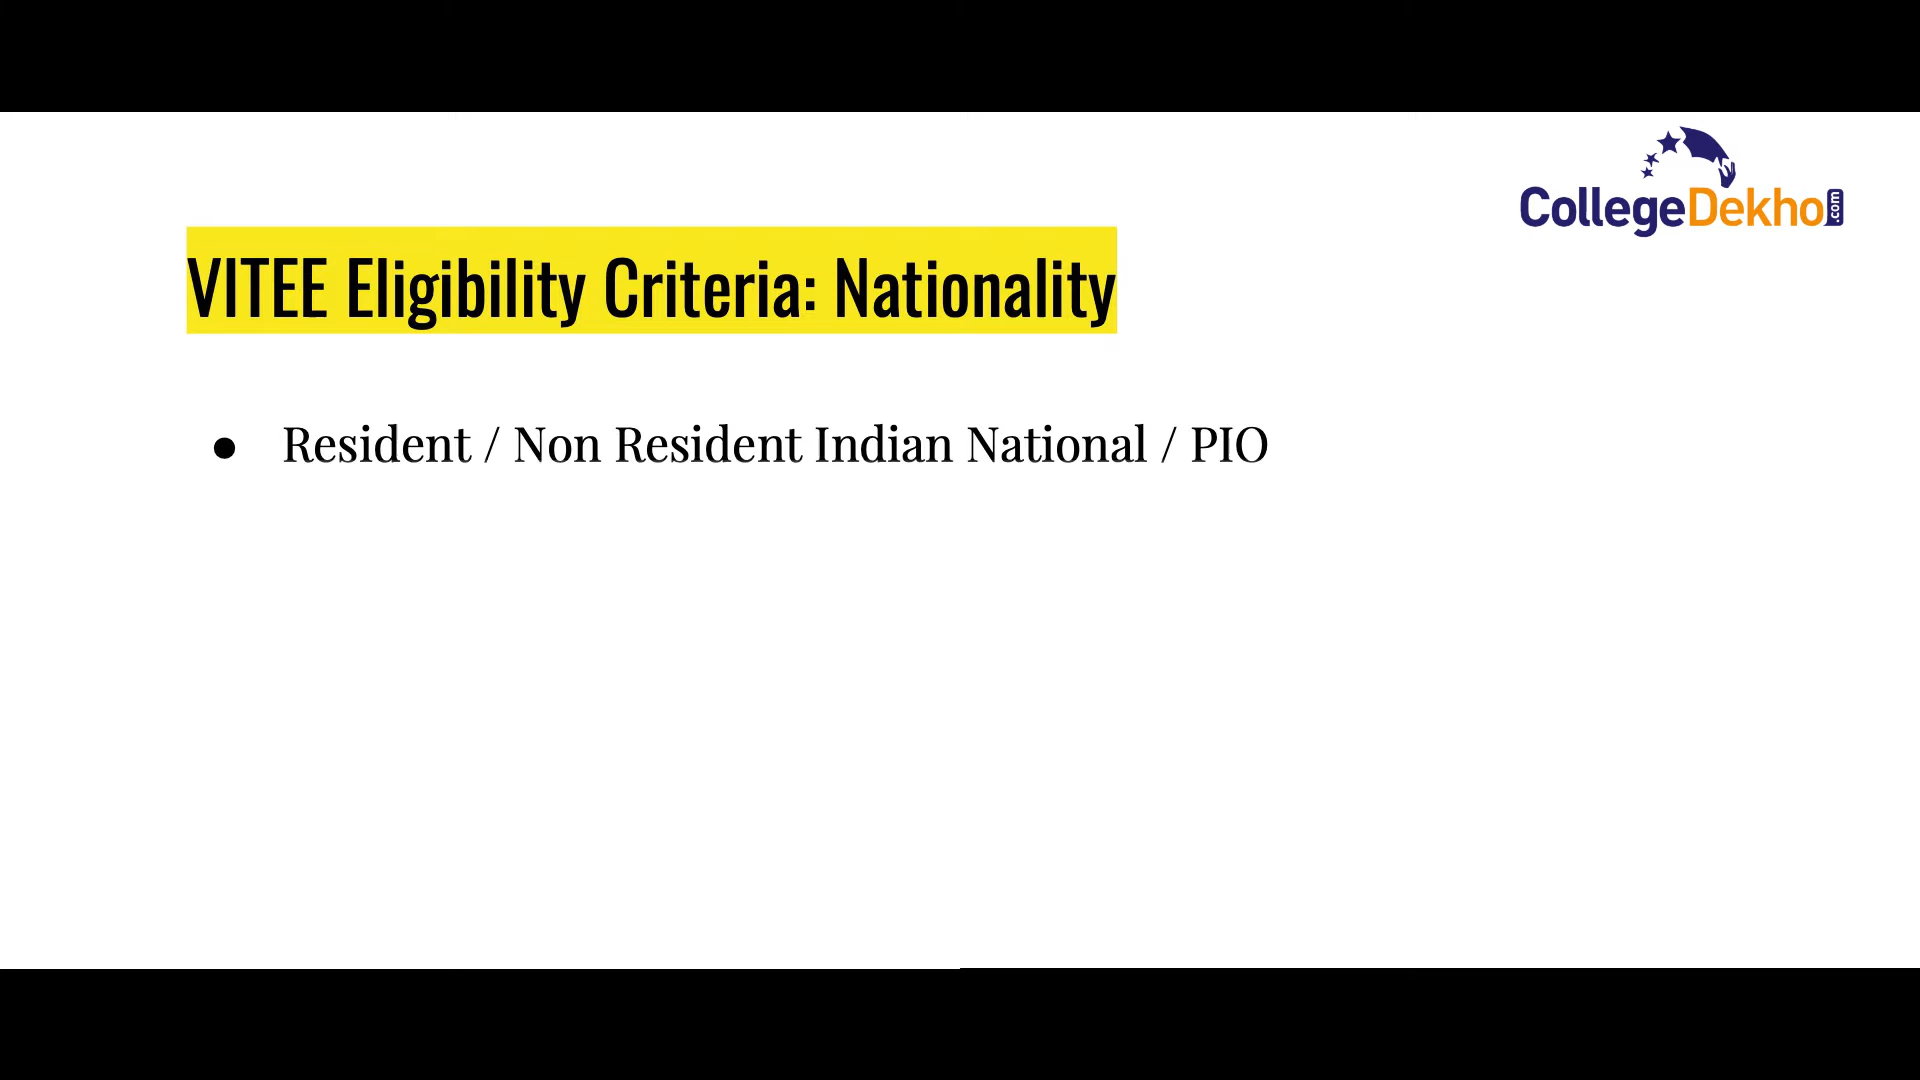 CollegeDekho.com
VITEE Eligibility Criteria: Nationality
● Resident / Non Resident Indian National / PIO